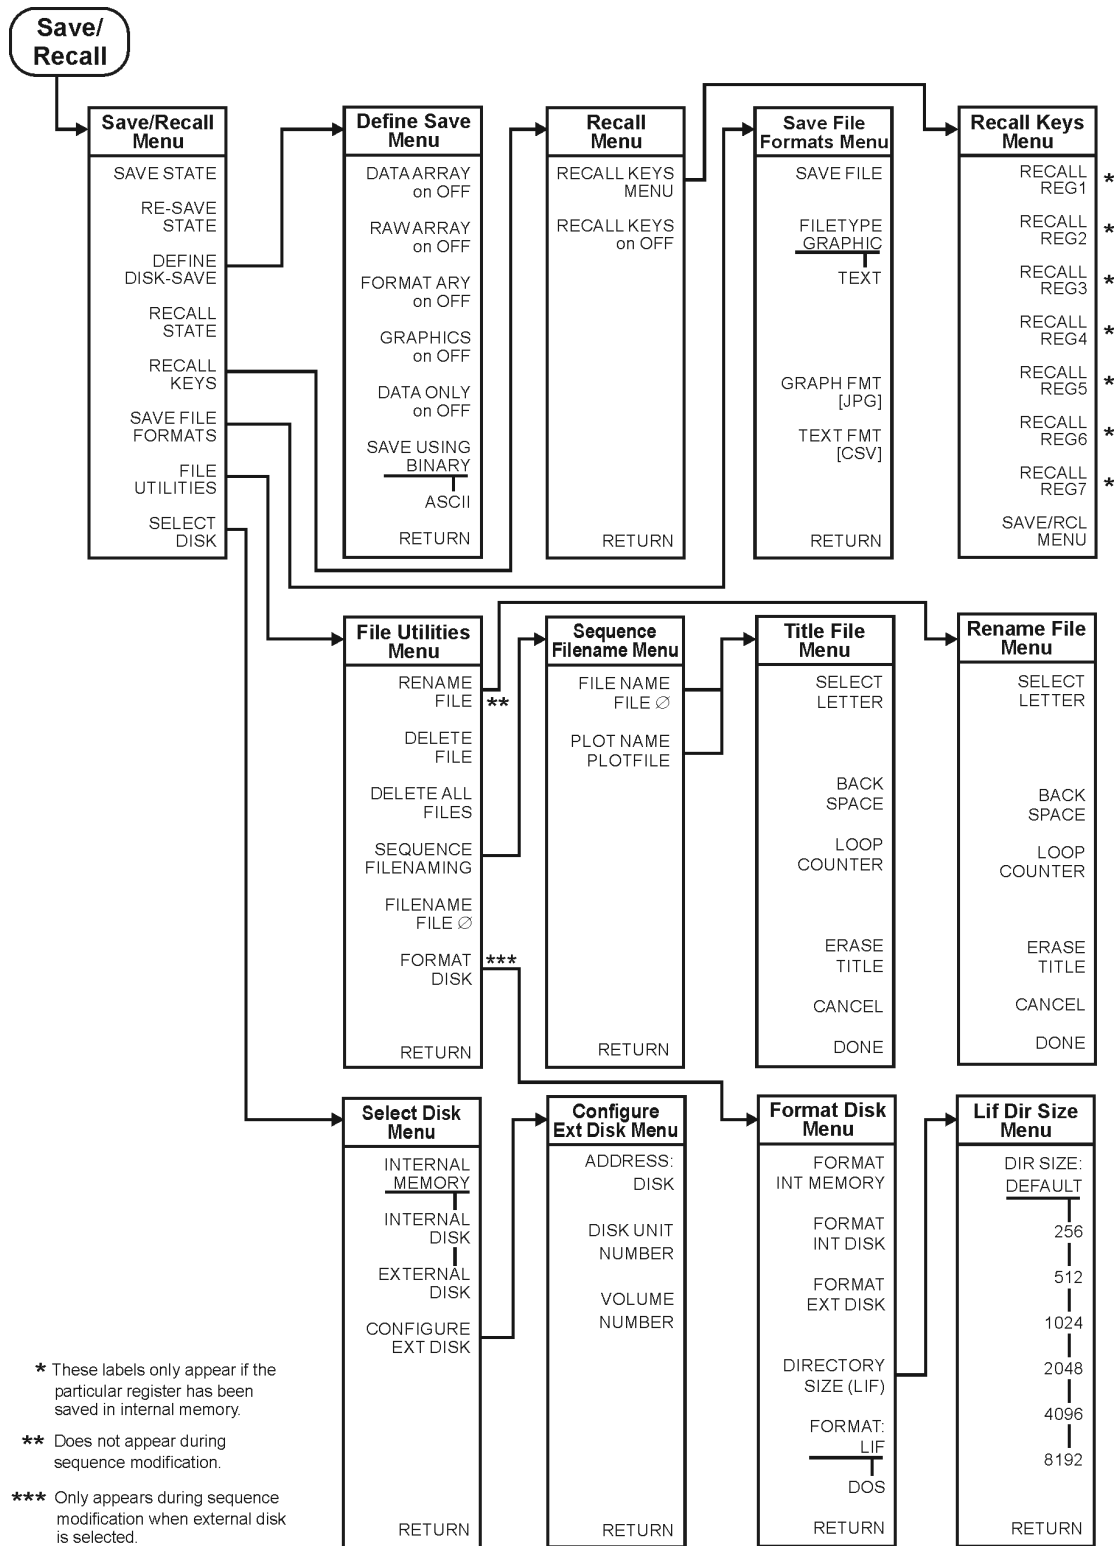 Save/
Recall
Save/Recall
Menu
SAVE STATE
RE-SAVE
STATE
DEFINE
DISK-SAVE
RECALL
STATE
RECALL
KEYS
SAVE FILE
FORMATS
FILE
UTILITIES
SELECT
DISK
Define Save
Menu
DATA ARRAY
on OFF
RAW ARRAY
on OFF
FORMAT ARY
on OFF
GRAPHICS
on OFF
DATA ONLY
on OFF
SAVE USING
BINARY
ASCII
RETURN
Recall
Menu
RECALL KEYS
MENU
RECALL KEYS
on OFF
RETURN
Save File
Formats Menu
SAVE FILE
FILETYPE
GRAPHIC
TEXT
GRAPH FMT
[JPG]
TEXT FMT
[CSV]
RETURN
Recall Keys
Menu
RECALL
REG1 *
RECALL
REG2 *
RECALL
REG3 *
RECALL
REG4 *
RECALL
REG5 *
RECALL
REG6 *
RECALL
REG7 *
SAVE/RCL
MENU
File Utilities
Menu
RENAME
FILE **
DELETE
FILE
DELETE ALL
FILES
SEQUENCE
FILENAMING
FILENAME
FILE ∅
FORMAT ***
DISK
RETURN
Sequence
Filename Menu
FILE NAME
FILE ∅
PLOT NAME
PLOTFILE
RETURN
Title File
Menu
SELECT
LETTER
BACK
SPACE
LOOP
COUNTER
ERASE
TITLE
CANCEL
DONE
Rename File
Menu
SELECT
LETTER
BACK
SPACE
LOOP
COUNTER
ERASE
TITLE
CANCEL
DONE
Select Disk
Menu
INTERNAL
MEMORY
INTERNAL
DISK
EXTERNAL
DISK
CONFIGURE
EXT DISK
RETURN
Configure
Ext Disk Menu
ADDRESS:
DISK
DISK UNIT
NUMBER
VOLUME
NUMBER
RETURN
Format Disk
Menu
FORMAT
INT MEMORY
FORMAT
INT DISK
FORMAT
EXT DISK
DIRECTORY
SIZE (LIF)
FORMAT:
LIF
DOS
RETURN
Lif Dir Size
Menu
DIR SIZE:
DEFAULT
256
512
1024
2048
4096
8192
RETURN
* These labels only appear if the
particular register has been
saved in internal memory.
** Does not appear during
sequence modification.
*** Only appears during sequence
modification when external disk
is selected.